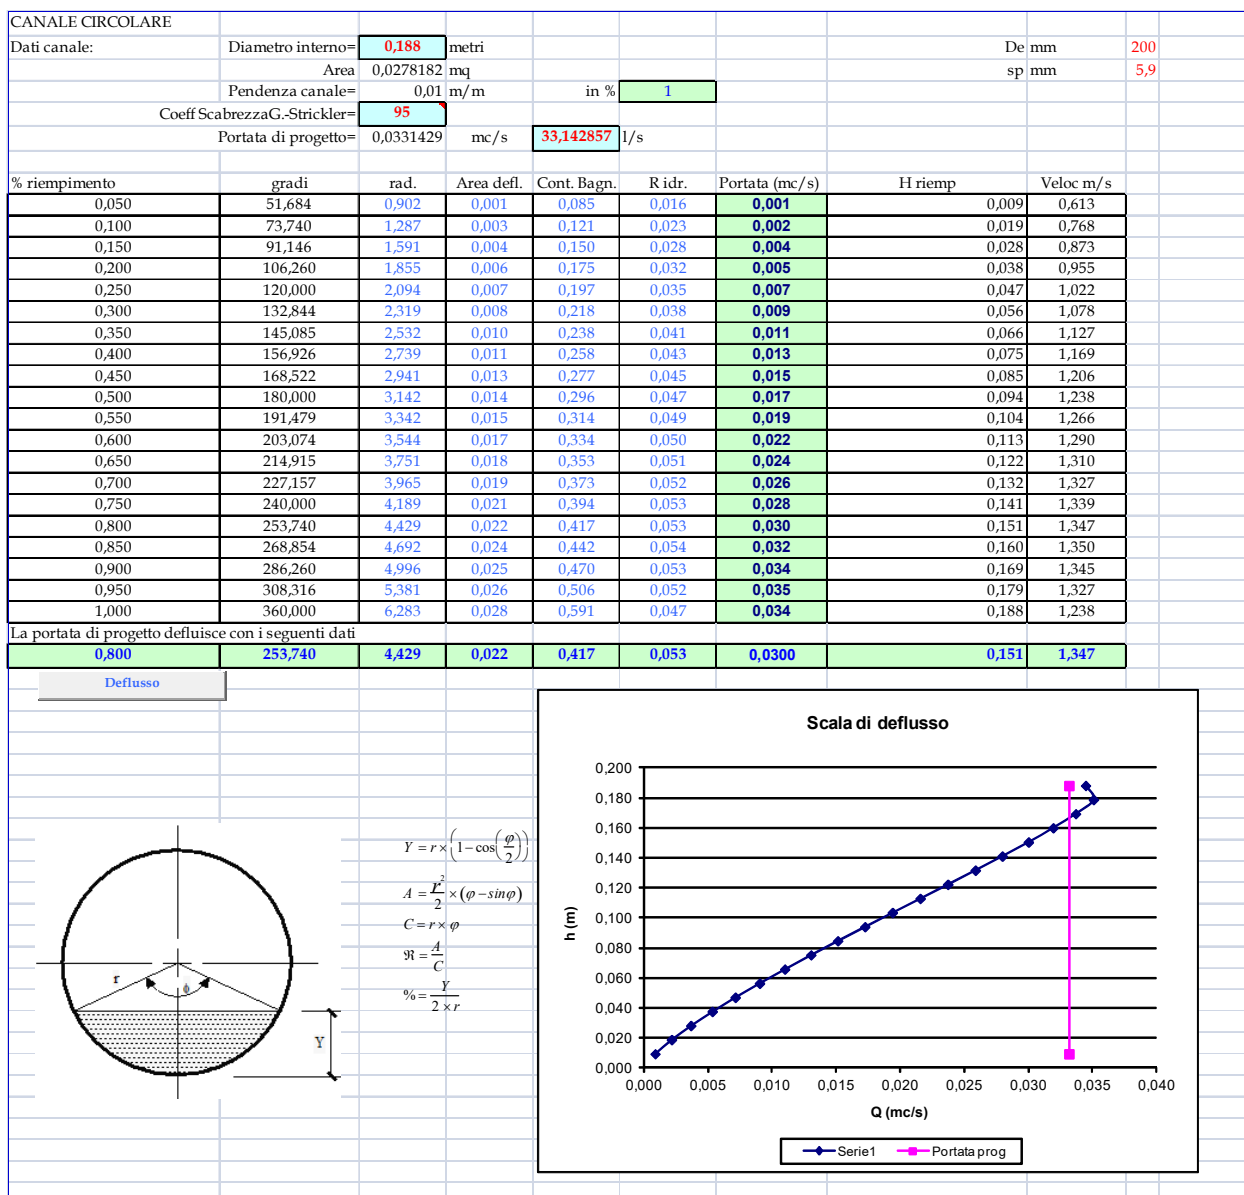 CANALE CIRCOLARE
Dati canale: Diametro interno= 0,188 metri De mm 200
Area 0,0278182 mq sp mm 5,9
Pendenza canale= 0,01 m/m in % 1
Coeff ScabrezzaG.-Strickler= 95
Portata di progetto= 0,0331429 mc/s 33,142857 l/s
% riempimento gradi rad. Area defl. Cont. Bagn. R idr. Portata (mc/s) H riemp Veloc m/s
0,050 51,684 0,902 0,001 0,085 0,016 0,001 0,009 0,613
0,100 73,740 1,287 0,003 0,121 0,023 0,002 0,019 0,768
0,150 91,146 1,591 0,004 0,150 0,028 0,004 0,028 0,873
0,200 106,260 1,855 0,006 0,175 0,032 0,005 0,038 0,955
0,250 120,000 2,094 0,007 0,197 0,035 0,007 0,047 1,022
0,300 132,844 2,319 0,008 0,218 0,038 0,009 0,056 1,078
0,350 145,085 2,532 0,010 0,238 0,041 0,011 0,066 1,127
0,400 156,926 2,739 0,011 0,258 0,043 0,013 0,075 1,169
0,450 168,522 2,941 0,013 0,277 0,045 0,015 0,085 1,206
0,500 180,000 3,142 0,014 0,296 0,047 0,017 0,094 1,238
0,550 191,479 3,342 0,015 0,314 0,049 0,019 0,104 1,266
0,600 203,074 3,544 0,017 0,334 0,050 0,022 0,113 1,290
0,650 214,915 3,751 0,018 0,353 0,051 0,024 0,122 1,310
0,700 227,157 3,965 0,019 0,373 0,052 0,026 0,132 1,327
0,750 240,000 4,189 0,021 0,394 0,053 0,028 0,141 1,339
0,800 253,740 4,429 0,022 0,417 0,053 0,030 0,151 1,347
0,850 268,854 4,692 0,024 0,442 0,054 0,032 0,160 1,350
0,900 286,260 4,996 0,025 0,470 0,053 0,034 0,169 1,345
0,950 308,316 5,381 0,026 0,506 0,052 0,035 0,179 1,327
1,000 360,000 6,283 0,028 0,591 0,047 0,034 0,188 1,238
La portata di progetto defluisce con i seguenti dati
0,800 253,740 4,429 0,022 0,417 0,053 0,0300 0,151 1,347
Deflusso
r
ϕ
Y
Y = r × (1 − cos(φ/2))
A = r²/2 × (φ − sinφ)
C = r × φ
ℜ = A/C
% = Y/(2 × r)
Scala di deflusso
0,200
0,180
0,160
0,140
0,120
0,100
0,080
0,060
0,040
0,020
0,000
h (m)
0,000 0,005 0,010 0,015 0,020 0,025 0,030 0,035 0,040
Q (mc/s)
Serie1 Portata prog